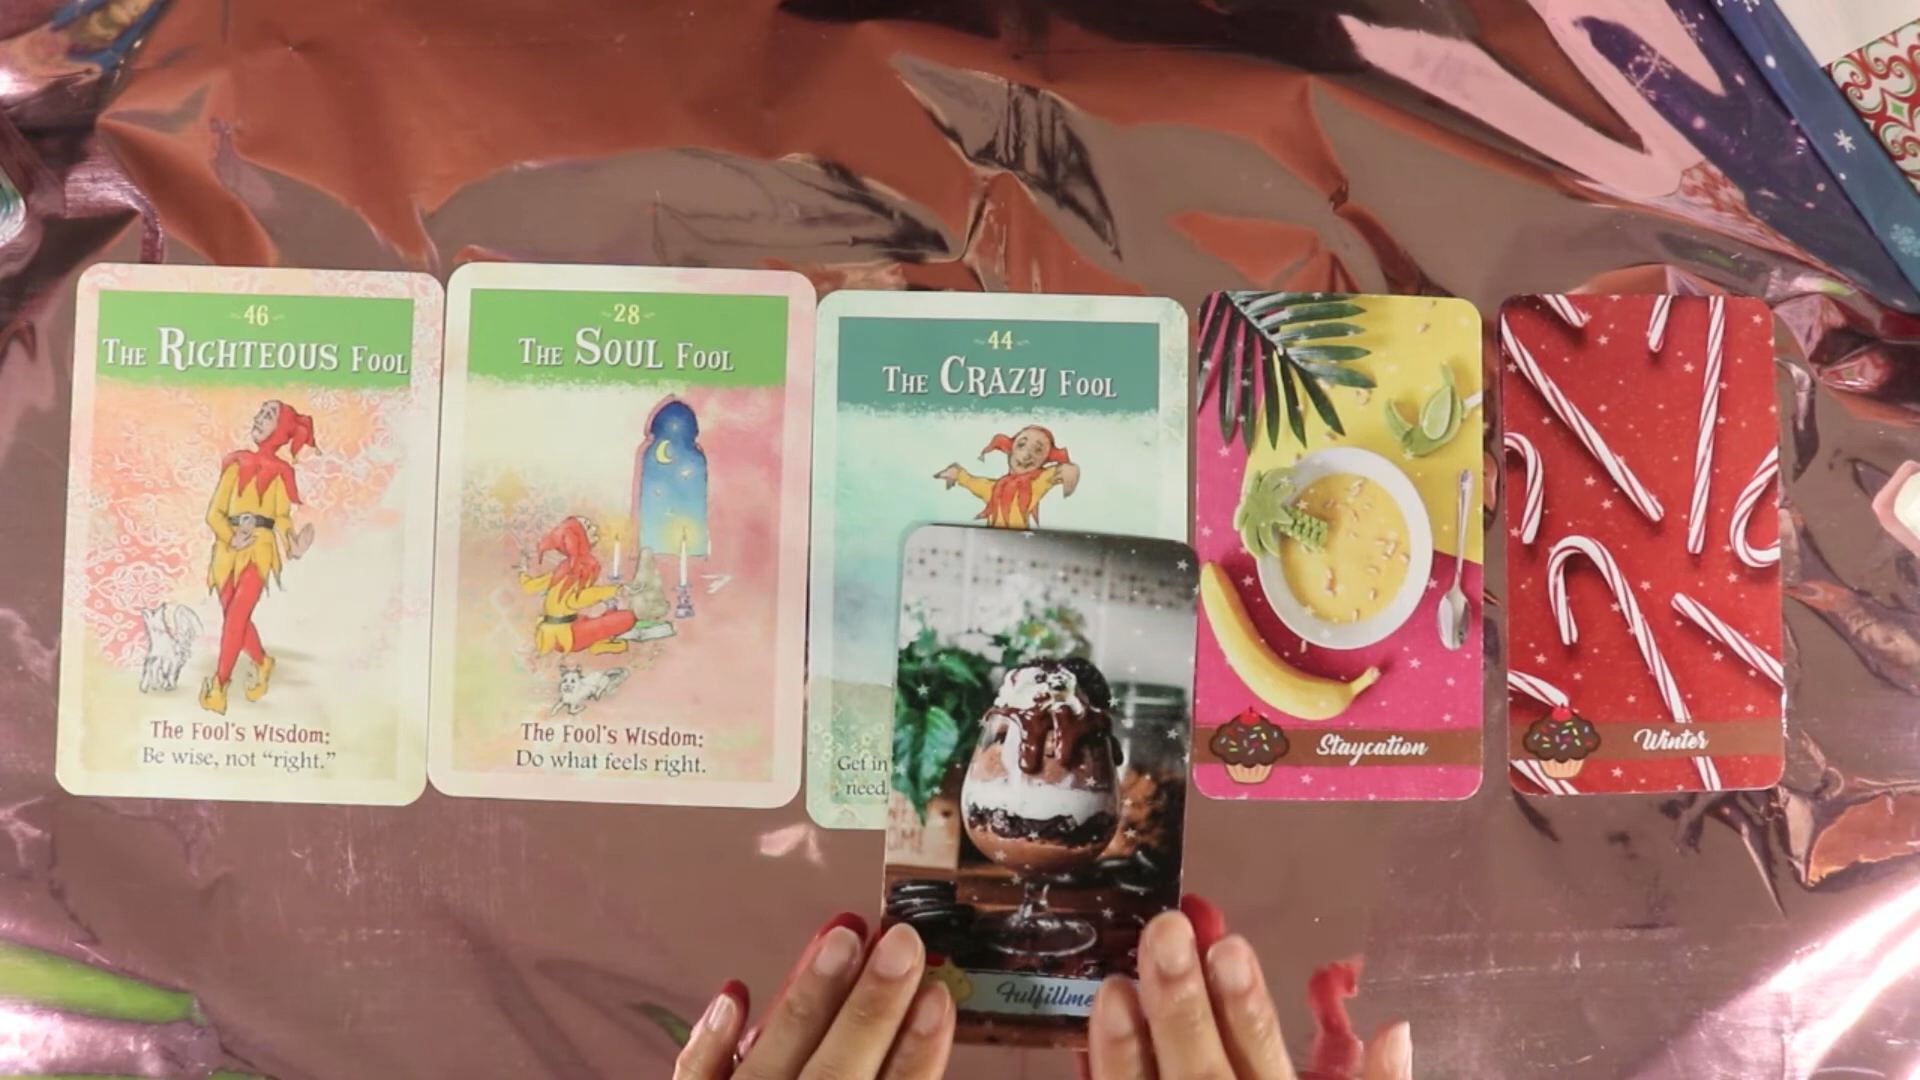 46
The Righteous Fool
The Fool's Wisdom:
Be wise, not “right.”
28
The Soul Fool
The Fool's Wisdom:
Do what feels right.
44
The Crazy Fool
Get in
need
Staycation
Winter
Fulfillme